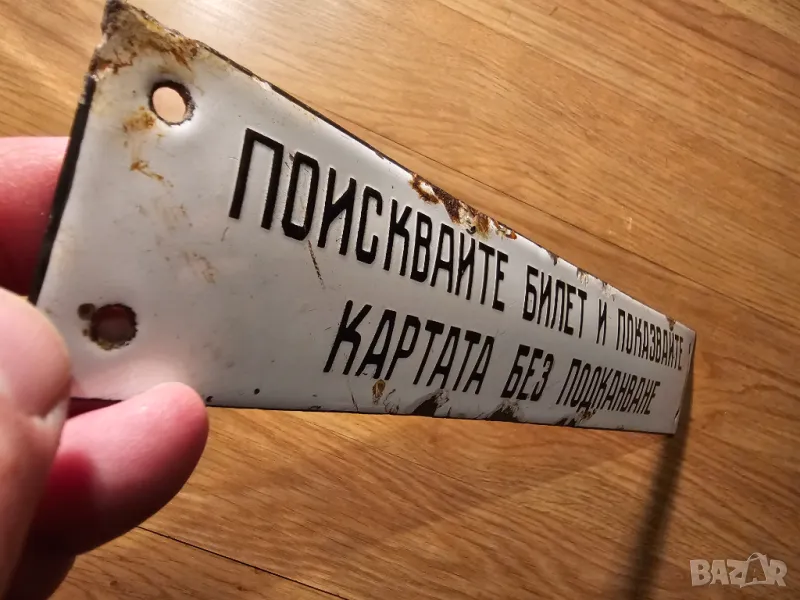 ПОИСКВАЙТЕ БИЛЕТ И ПОКАЗВАЙТЕ
КАРТАТА БЕЗ ПОДКАНВАНЕ
BAZAR